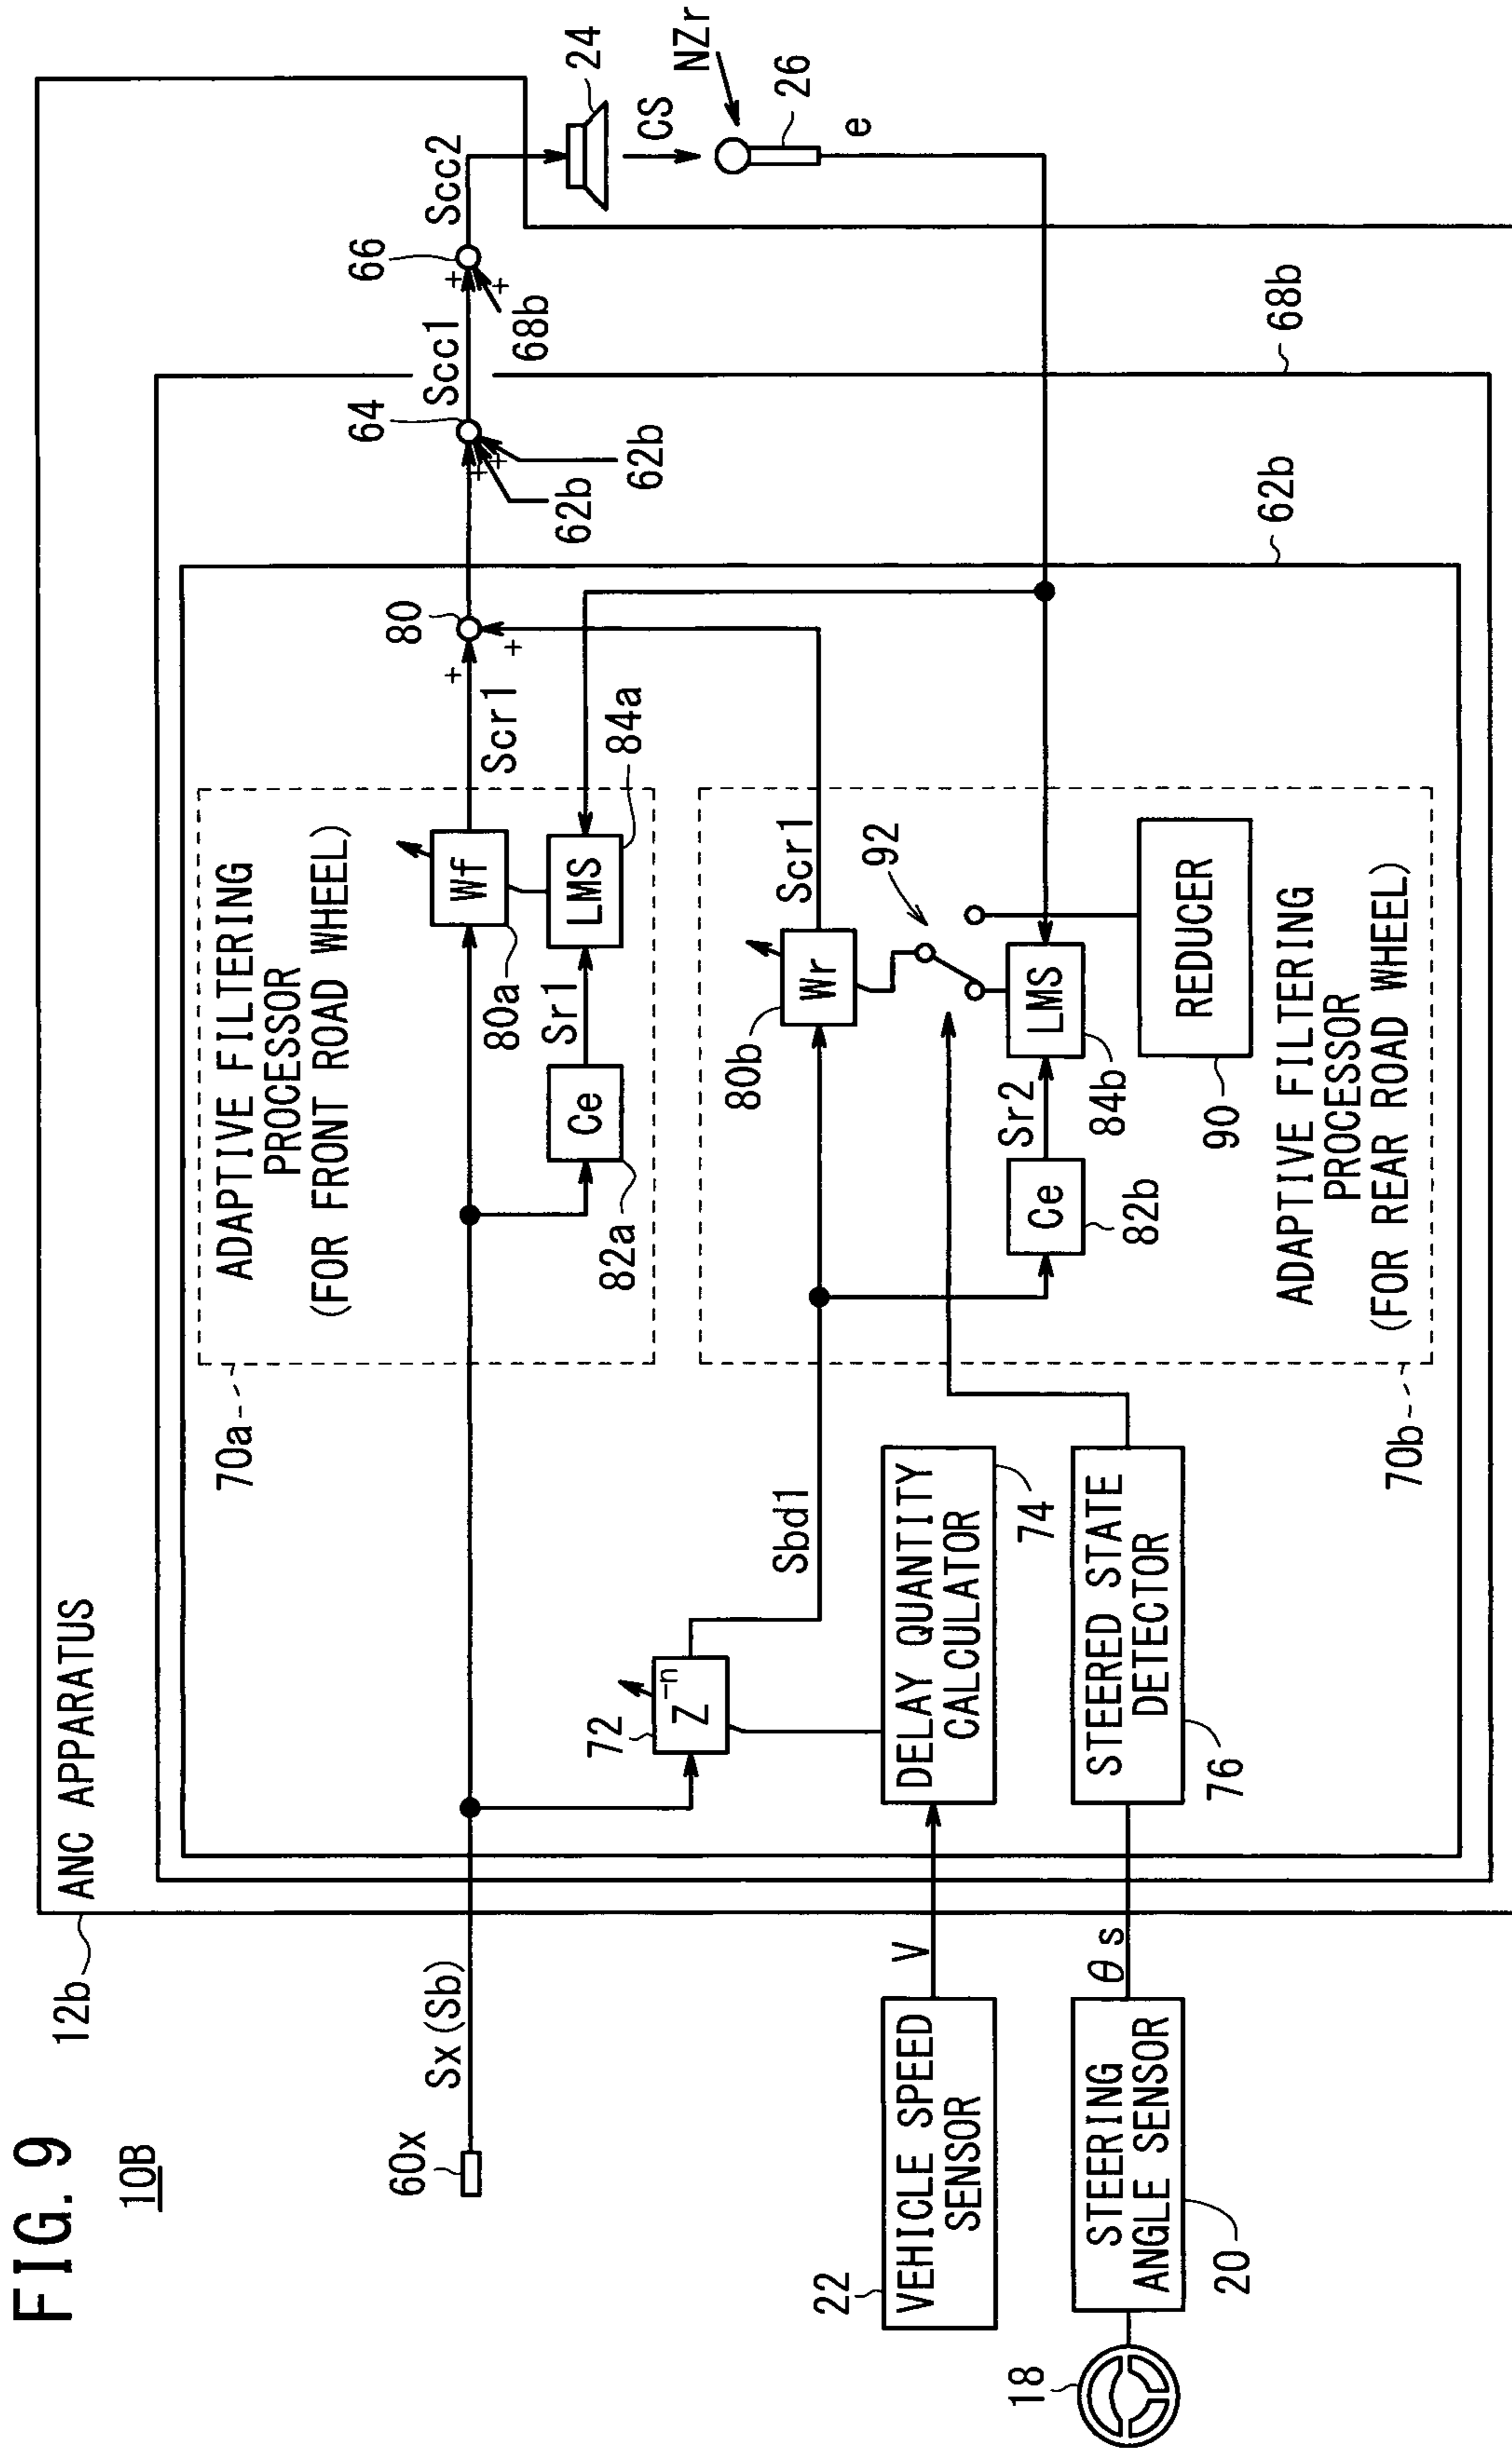 FIG. 9
10B
12b
ANC APPARATUS
60x
Sx(Sb)
70a
ADAPTIVE FILTERING
PROCESSOR
(FOR FRONT ROAD WHEEL)
Wf
80a
Ce
82a
Sr1
LMS
84a
Scr1
+
+
80
62b
62b
+
+
64
Scc1
68b
+
+
66
Scc2
24
CS
NZr
26
e
68b
62b
72
Z-n
Sbd1
80b
Wr
Scr1
92
Ce
82b
Sr2
LMS
84b
REDUCER
90
ADAPTIVE FILTERING
PROCESSOR
(FOR REAR ROAD WHEEL)
70b
DELAY QUANTITY
CALCULATOR
74
STEERED STATE
DETECTOR
76
22
VEHICLE SPEED
SENSOR
V
18
STEERING
ANGLE SENSOR
20
θs